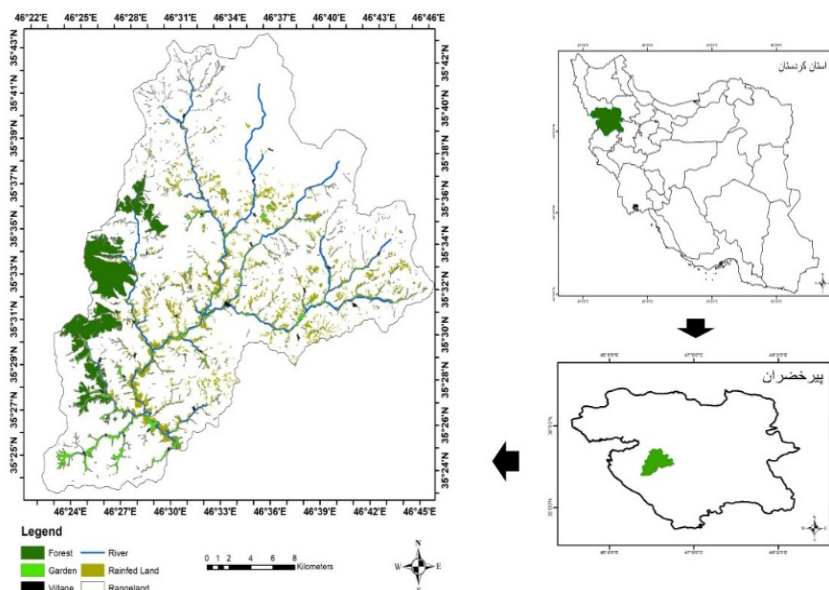 46°22'E 46°25'E 46°28'E 46°31'E 46°34'E 46°37'E 46°40'E 46°43'E 46°46'E
35°43'N
35°41'N
35°39'N
35°37'N
35°35'N
35°33'N
35°31'N
35°29'N
35°27'N
35°25'N
35°42'N
35°40'N
35°38'N
35°36'N
35°34'N
35°32'N
35°30'N
35°28'N
35°26'N
35°24'N
46°24'E 46°27'E 46°30'E 46°33'E 46°36'E 46°39'E 46°42'E 46°45'E
Legend
Forest River
Garden Rainfed Land
Village Rangeland
0 1 2 4 6 8
Kilometers
N
W E
S
استان کردستان
پیرخضران